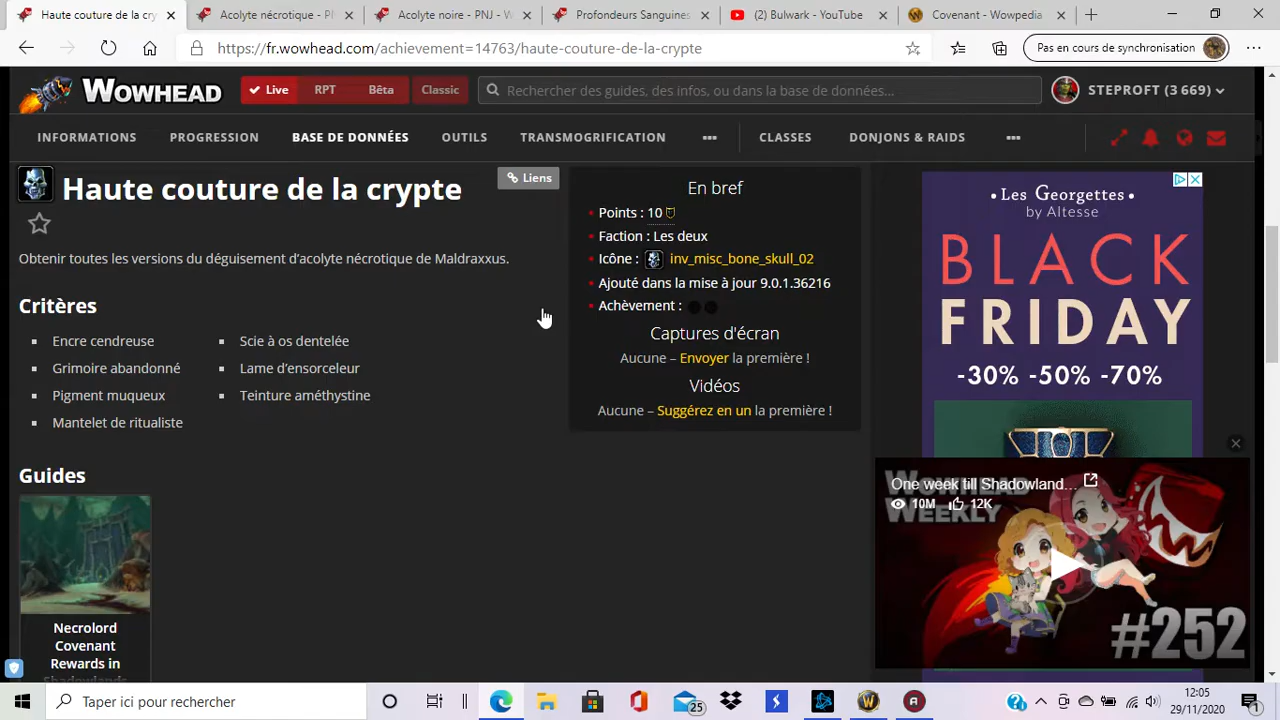 Haute couture de la cry
Acolyte nécrotique - P
Acolyte noire - PNJ - W
Profondeurs Sanguines
(2) Bulwark - YouTube
Covenant - Wowpedia
https://fr.wowhead.com/achievement=14763/haute-couture-de-la-crypte
Pas en cours de synchronisation
WOWHEAD
Live
RPT
Bêta
Classic
Rechercher des guides, des infos, ou dans la base de données...
STEPROFT (3 669)
INFORMATIONS
PROGRESSION
BASE DE DONNÉES
OUTILS
TRANSMOGRIFICATION
CLASSES
DONJONS & RAIDS
Haute couture de la crypte
Liens
Obtenir toutes les versions du déguisement d'acolyte nécrotique de Maldraxxus.
Critères
Encre cendreuse
Grimoire abandonné
Pigment muqueux
Mantelet de ritualiste
Scie à os dentelée
Lame d’ensorceleur
Teinture améthystine
Guides
Necrolord
Covenant
Rewards in
Shadowlands
En bref
Points : 10
Faction : Les deux
Icône : inv_misc_bone_skull_02
Ajouté dans la mise à jour 9.0.1.36216
Achèvement :
Captures d'écran
Aucune – Envoyer la première !
Vidéos
Aucune – Suggérez en un la première !
• Les Georgettes •
by Altesse
BLACK
FRIDAY
-30% -50% -70%
One week till Shadowland...
10M 12K
WOWHEAD
WEEKLY
#252
Taper ici pour rechercher
25
12:05
29/11/2020
1